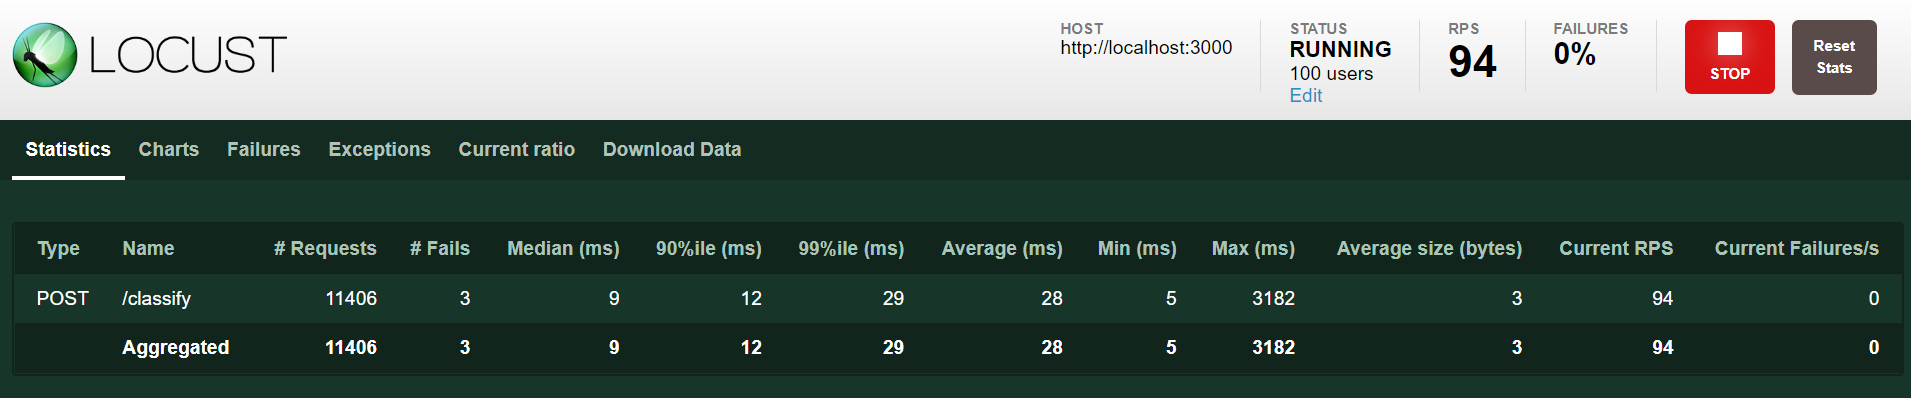 LOCUST
HOST
http://localhost:3000
STATUS
RUNNING
100 users
Edit
RPS
94
FAILURES
0%
STOP
Reset
Stats
Statistics Charts Failures Exceptions Current ratio Download Data
Type Name # Requests # Fails Median (ms) 90%ile (ms) 99%ile (ms) Average (ms) Min (ms) Max (ms) Average size (bytes) Current RPS Current Failures/s
POST /classify 11406 3 9 12 29 28 5 3182 3 94 0
Aggregated 11406 3 9 12 29 28 5 3182 3 94 0